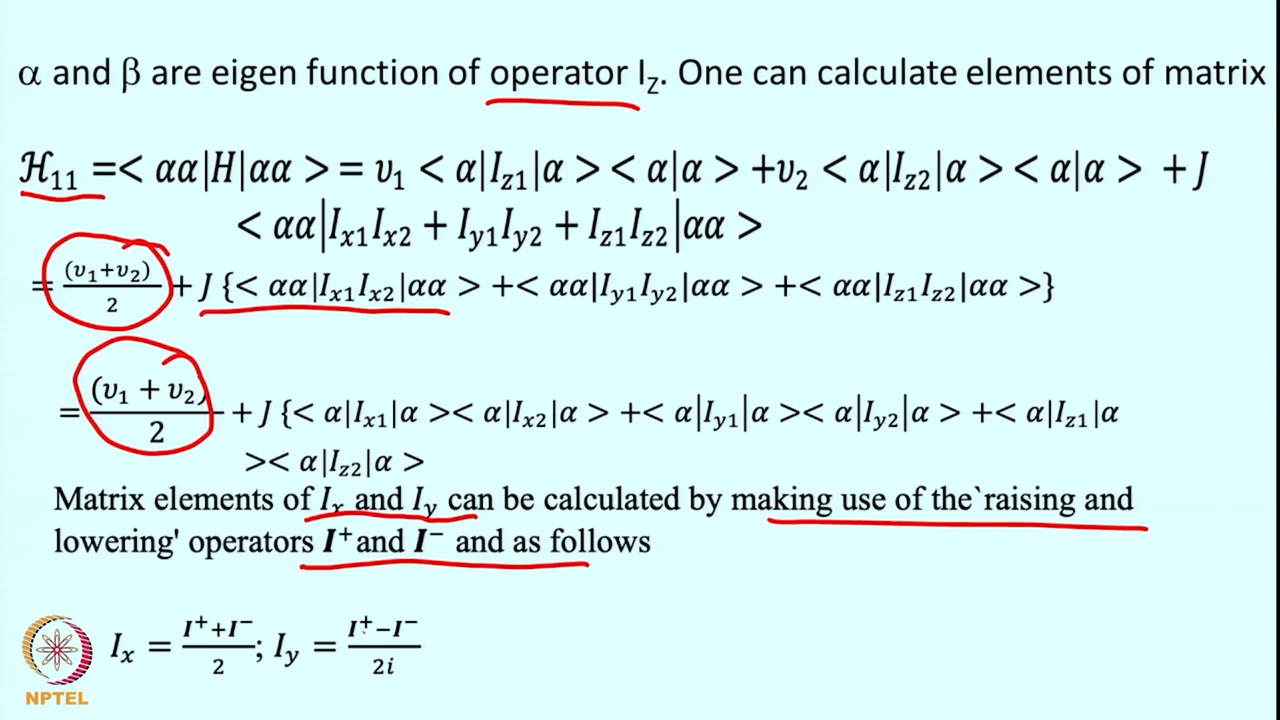 α and β are eigen function of operator I_Z. One can calculate elements of matrix
ℋ₁₁ =< αα|H|αα > = υ₁ < α|I_z1|α >< α|α > +υ₂ < α|I_z2|α >< α|α > + J
< αα|I_x1I_x2 + I_y1I_y2 + I_z1I_z2|αα >
= (υ₁+υ₂)/2 + J {< αα|I_x1I_x2|αα > +< αα|I_y1I_y2|αα > +< αα|I_z1I_z2|αα >}
= (υ₁ + υ₂)/2 + J {< α|I_x1|α >< α|I_x2|α > +< α|I_y1|α >< α|I_y2|α > +< α|I_z1|α
>< α|I_z2|α >
Matrix elements of I_x and I_y can be calculated by making use of the`raising and
lowering' operators I⁺and I⁻ and as follows
I_x = (I⁺+I⁻)/2; I_y = (I⁺−I⁻)/2i
NPTEL